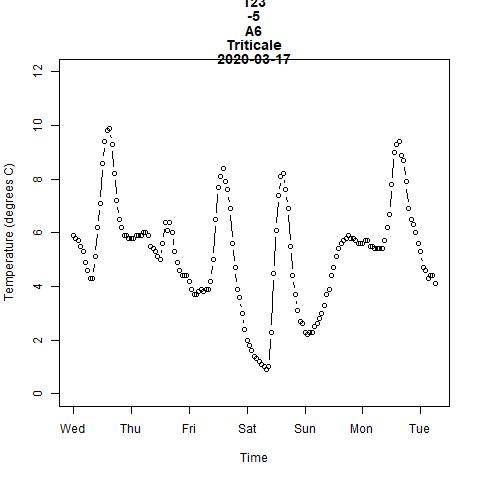 123
-5
A6
Triticale
2020-03-17
12
10
8
6
4
2
0
Temperature (degrees C)
Wed Thu Fri Sat Sun Mon Tue
Time